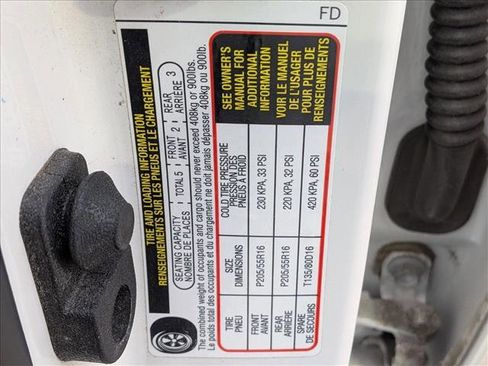 FD
TIRE AND LOADING INFORMATION
RENSEIGNEMENTS SUR LES PNEUS ET LE CHARGEMENT
SEATING CAPACITY
NOMBRE DE PLACES
TOTAL 5
FRONT
AVANT 2
REAR
ARRIÈRE 3
The combined weight of occupants and cargo should never exceed 408kg or 900lbs.
Le poids total des occupants et du chargement ne doit jamais dépasser 408kg ou 900lb.
TIRE
PNEU
SIZE
DIMENSIONS
COLD TIRE PRESSURE
PRESSION DES
PNEUS À FROID
FRONT
AVANT
P205/55R16
230 KPA, 33 PSI
REAR
ARRIÈRE
P205/55R16
220 KPA, 32 PSI
SPARE
DE SECOURS
T135/80D16
420 KPA, 60 PSI
SEE OWNER'S
MANUAL FOR
ADDITIONAL
INFORMATION
VOIR LE MANUEL
DE L'USAGER
POUR PLUS DE
RENSEIGNEMENTS